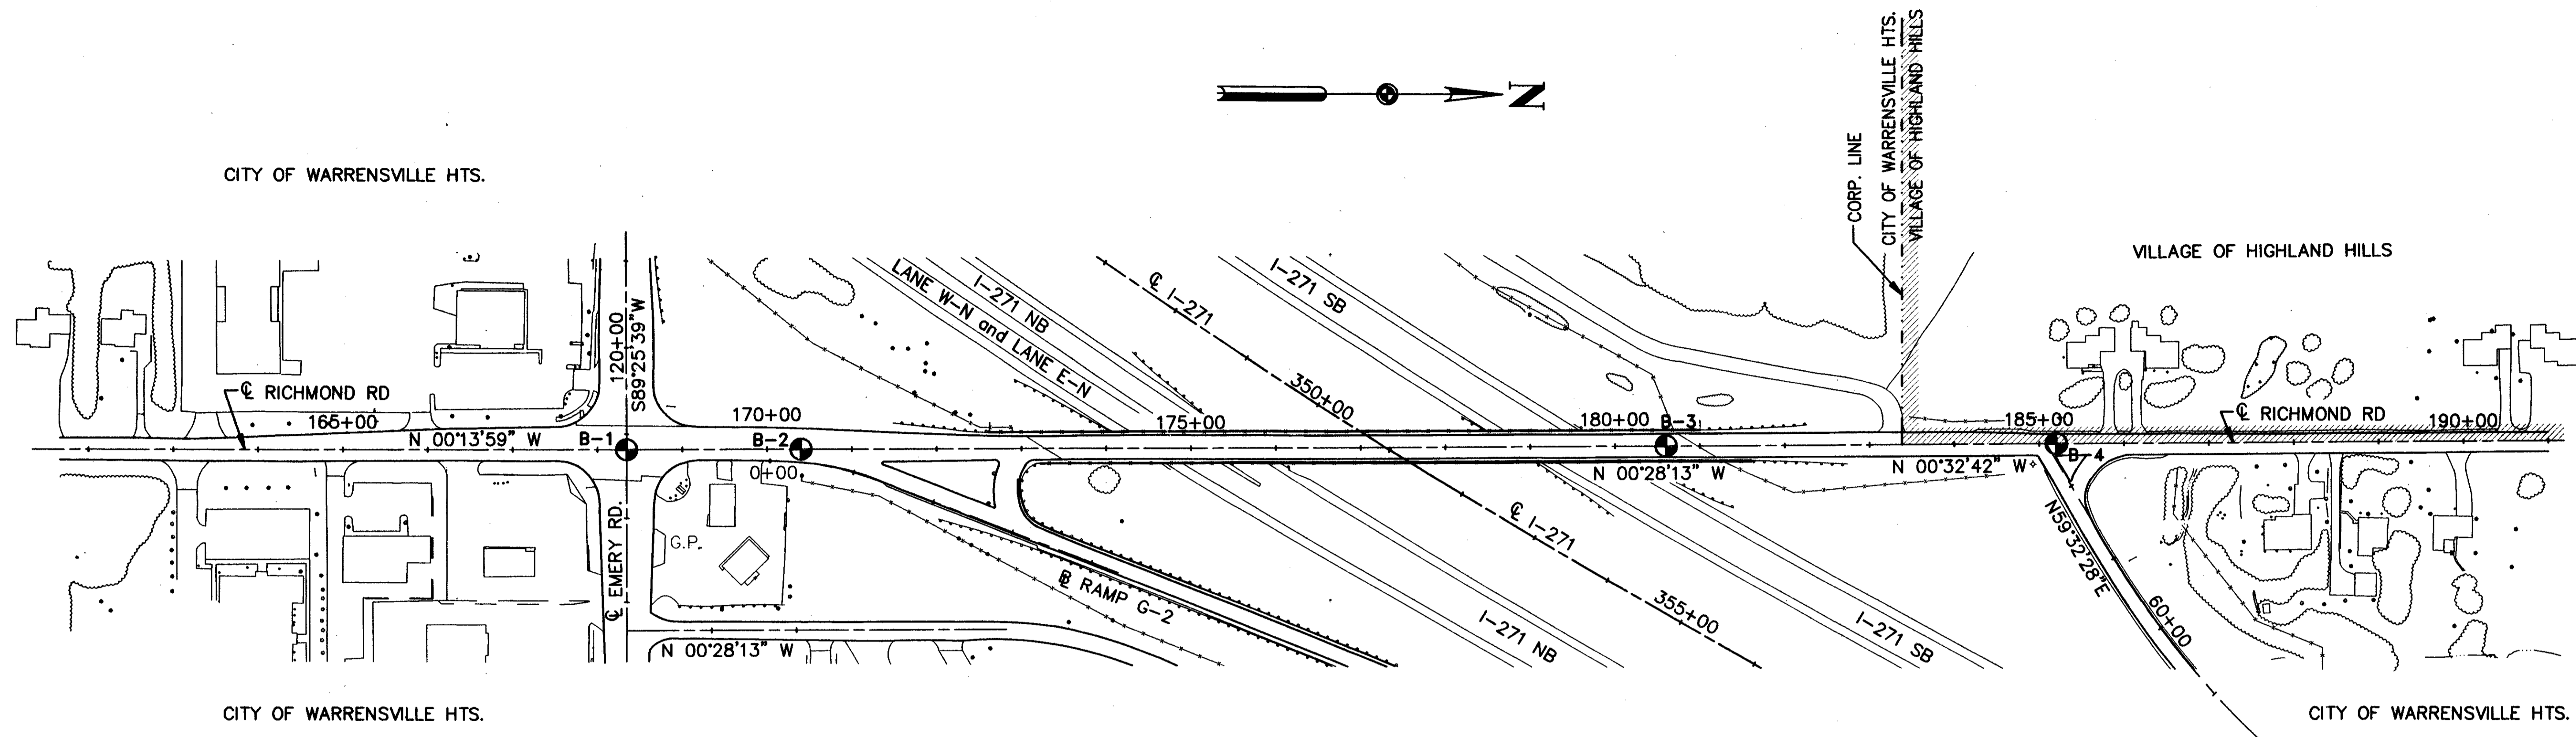 N
CORP. LINE
CITY OF WARRENSVILLE HTS.
VILLAGE OF HIGHLAND HILLS
CITY OF WARRENSVILLE HTS.
VILLAGE OF HIGHLAND HILLS
LANE W-N and LANE E-N
I-271 NB
℄ I-271
I-271 SB
120+00
S89°25'39"W
350+00
℄ RICHMOND RD
165+00
170+00
175+00
180+00
B-3
185+00
℄ RICHMOND RD
190+00
N 00°13'59" W
B-1
B-2
B-4
0+00
N 00°28'13" W
N 00°32'42" W
℄ EMERY RD.
G.P.
℄ I-271
N59°32'28"E
B͟L RAMP G-2
355+00
60+00
I-271 NB
I-271 SB
N 00°28'13" W
CITY OF WARRENSVILLE HTS.
CITY OF WARRENSVILLE HTS.